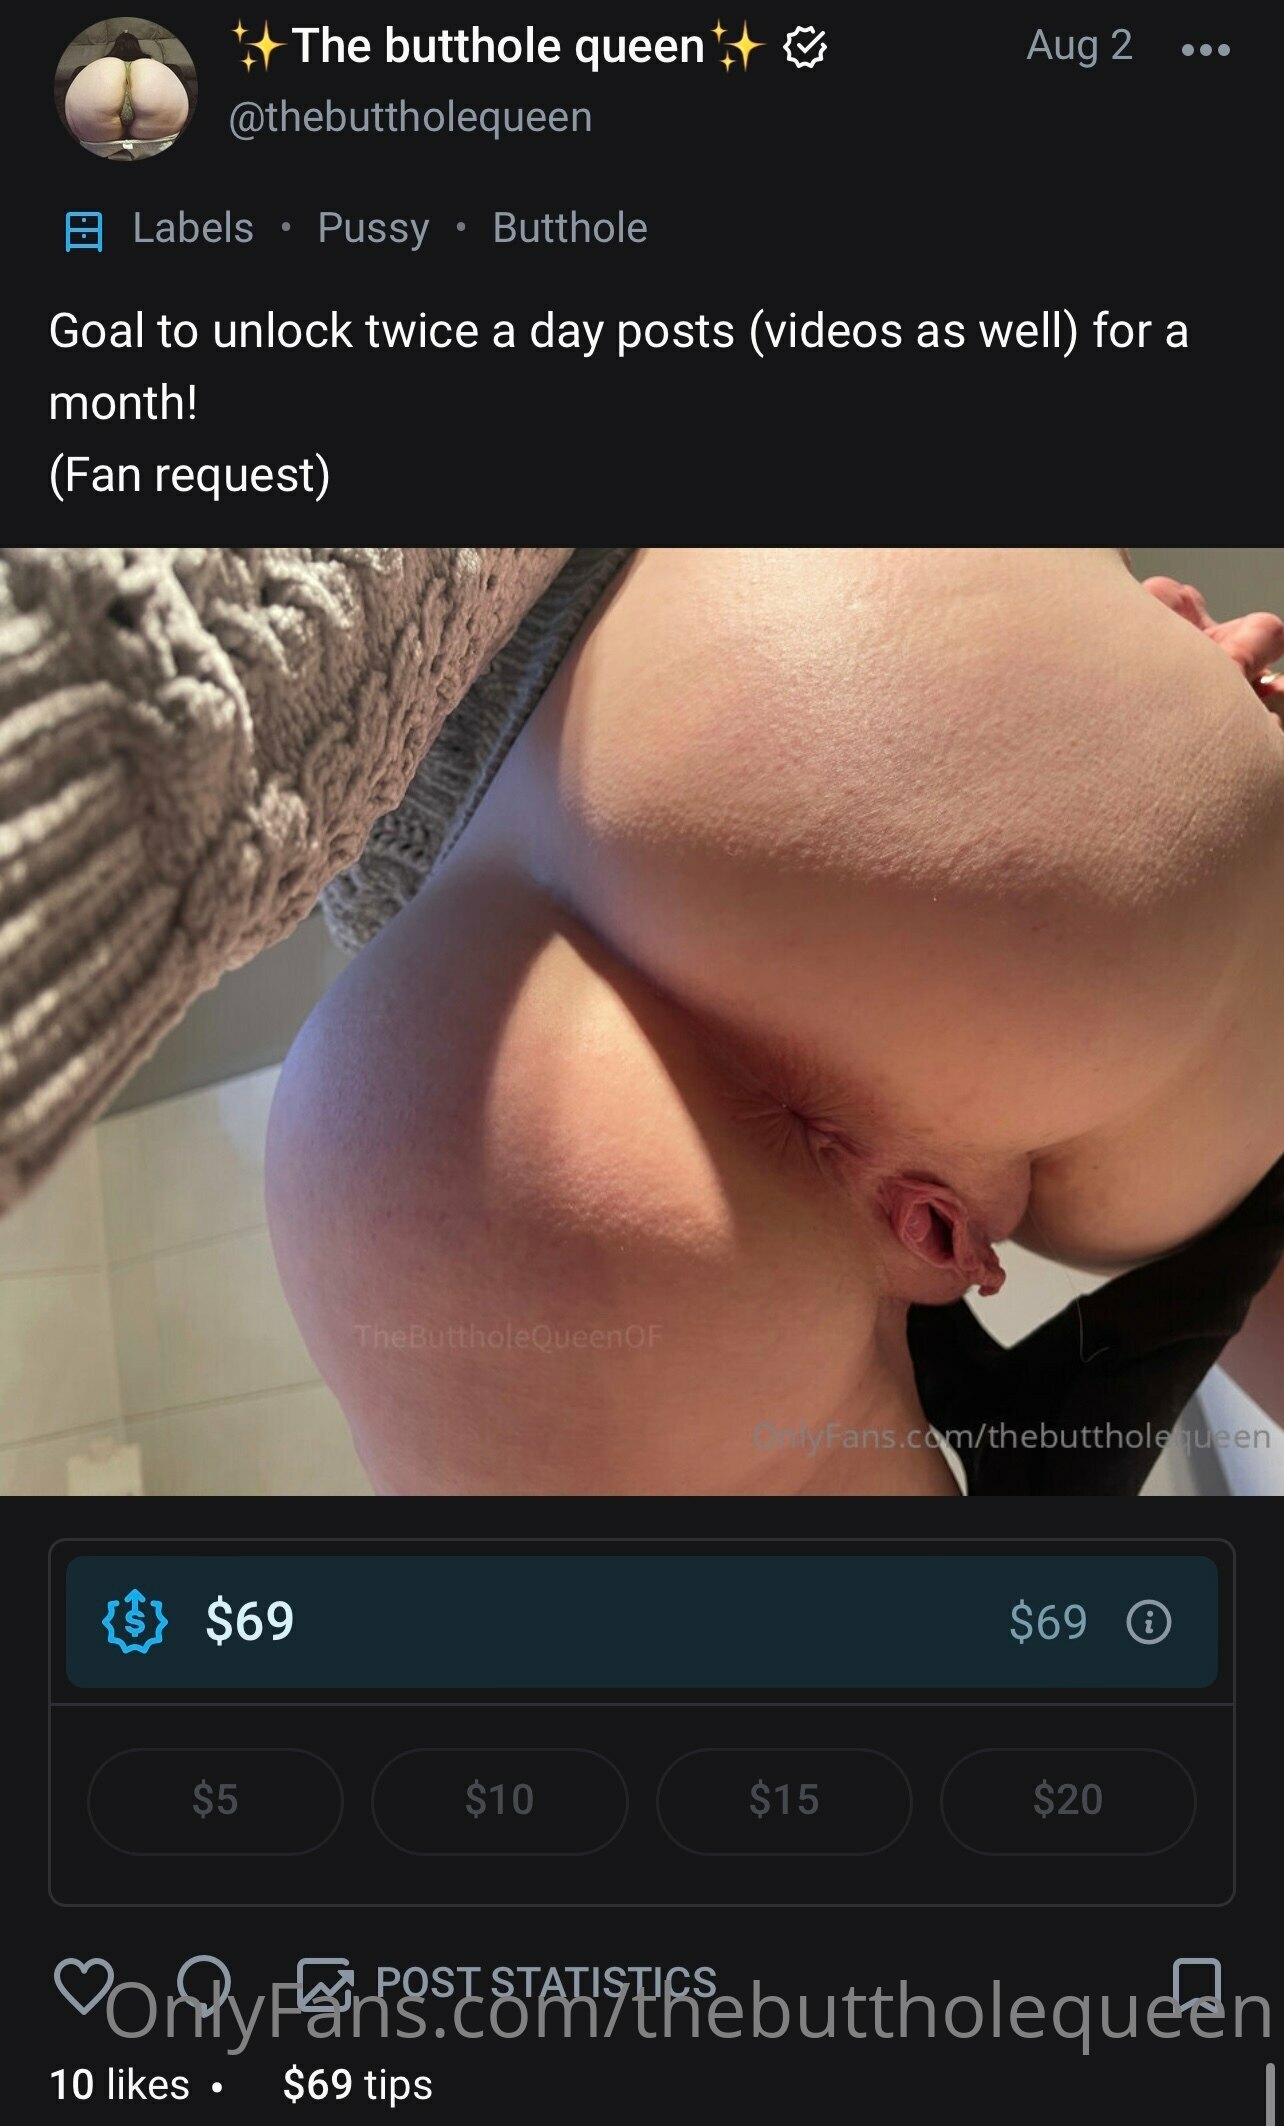 ✨The butthole queen✨
Aug 2
@thebuttholequeen
Labels • Pussy • Butthole
Goal to unlock twice a day posts (videos as well) for a
month!
(Fan request)
TheButtholeQueenOF
OnlyFans.com/thebuttholequeen
$69 $69
$5 $10 $15 $20
POST STATISTICS
OnlyFans.com/thebuttholequeen
10 likes • $69 tips